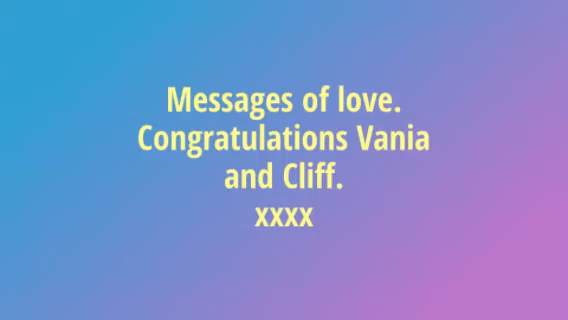 Messages of love.
Congratulations Vania
and Cliff.
xxxx